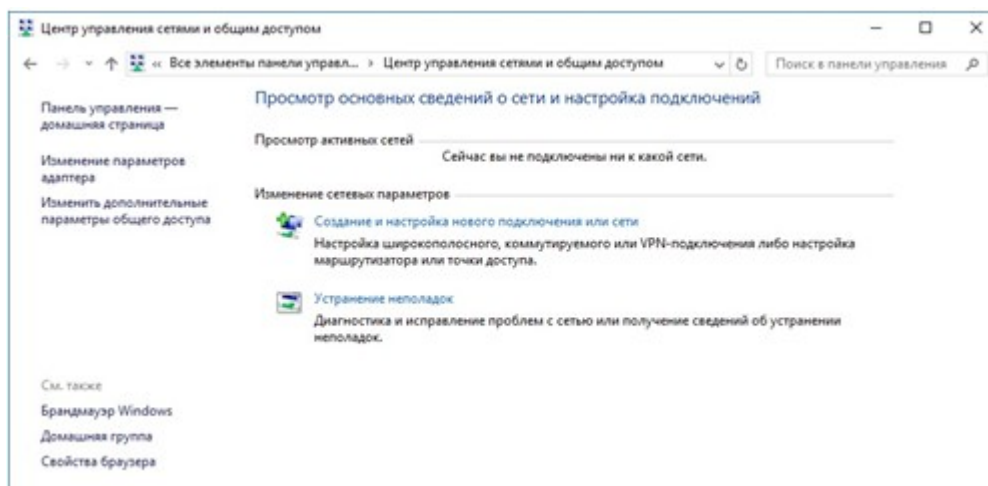 Центр управления сетями и общим доступом
« Все элементы панели управл... › Центр управления сетями и общим доступом
Поиск в панели управления
Панель управления —
домашняя страница
Изменение параметров
адаптера
Изменить дополнительные
параметры общего доступа
Просмотр основных сведений о сети и настройка подключений
Просмотр активных сетей
Сейчас вы не подключены ни к какой сети.
Изменение сетевых параметров
Создание и настройка нового подключения или сети
Настройка широкополосного, коммутируемого или VPN-подключения либо настройка
маршрутизатора или точки доступа.
Устранение неполадок
Диагностика и исправление проблем с сетью или получение сведений об устранении
неполадок.
См. также
Брандмауэр Windows
Домашняя группа
Свойства браузера